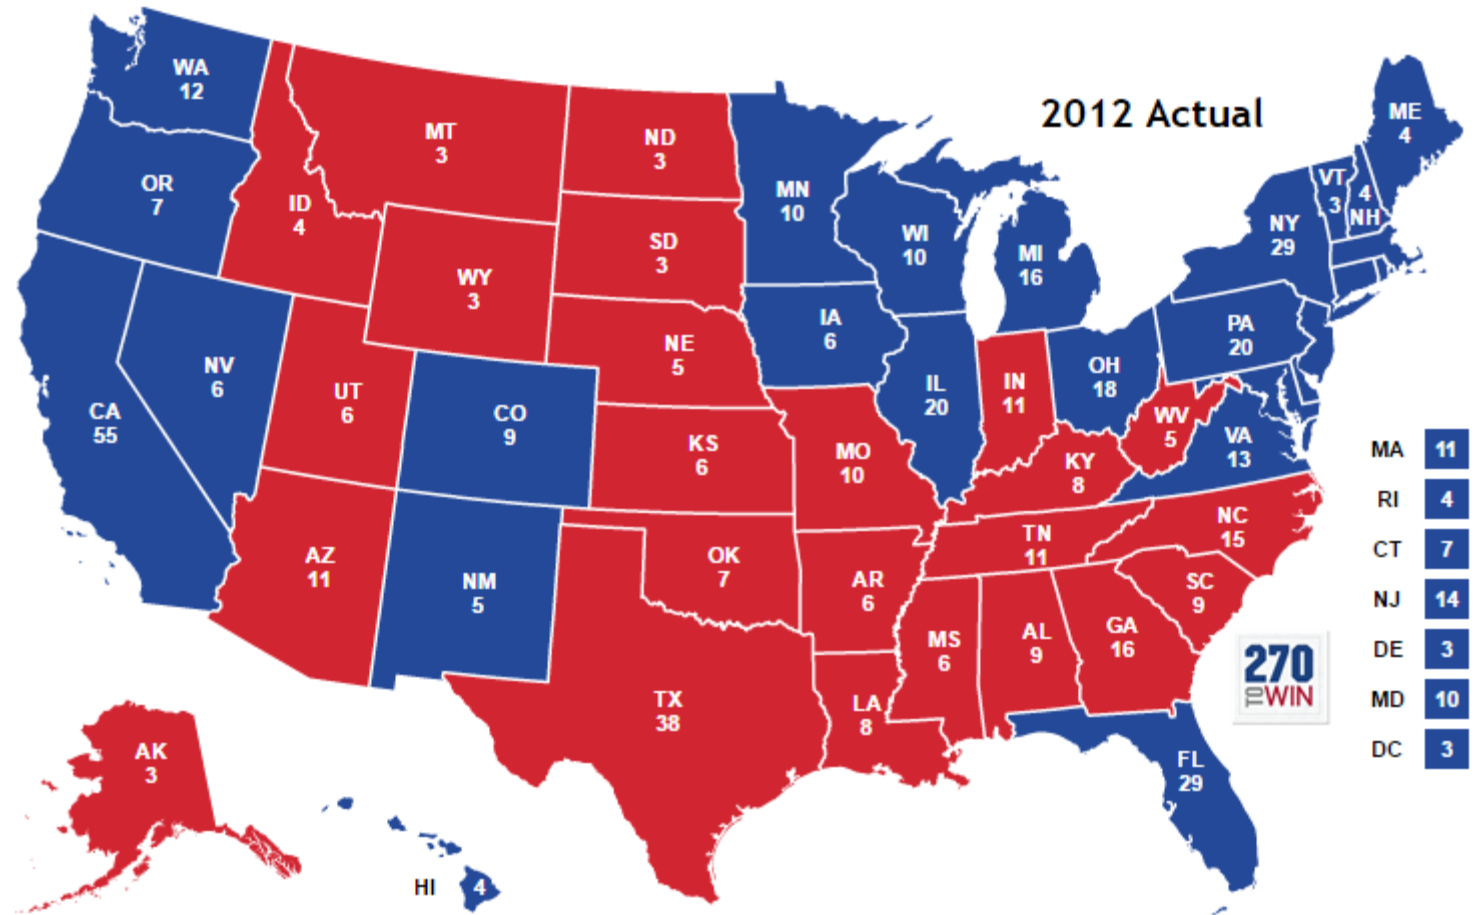 2012 Actual
WA
12
OR
7
CA
55
NV
6
ID
4
MT
3
WY
3
UT
6
AZ
11
CO
9
NM
5
ND
3
SD
3
NE
5
KS
6
OK
7
TX
38
MN
10
IA
6
MO
10
AR
6
LA
8
WI
10
IL
20
MI
16
IN
11
OH
18
KY
8
TN
11
MS
6
AL
9
GA
16
FL
29
SC
9
NC
15
VA
13
WV
5
PA
20
NY
29
VT
3
4
NH
ME
4
MA 11
RI 4
CT 7
NJ 14
DE 3
MD 10
DC 3
270
TO WIN
AK
3
HI 4